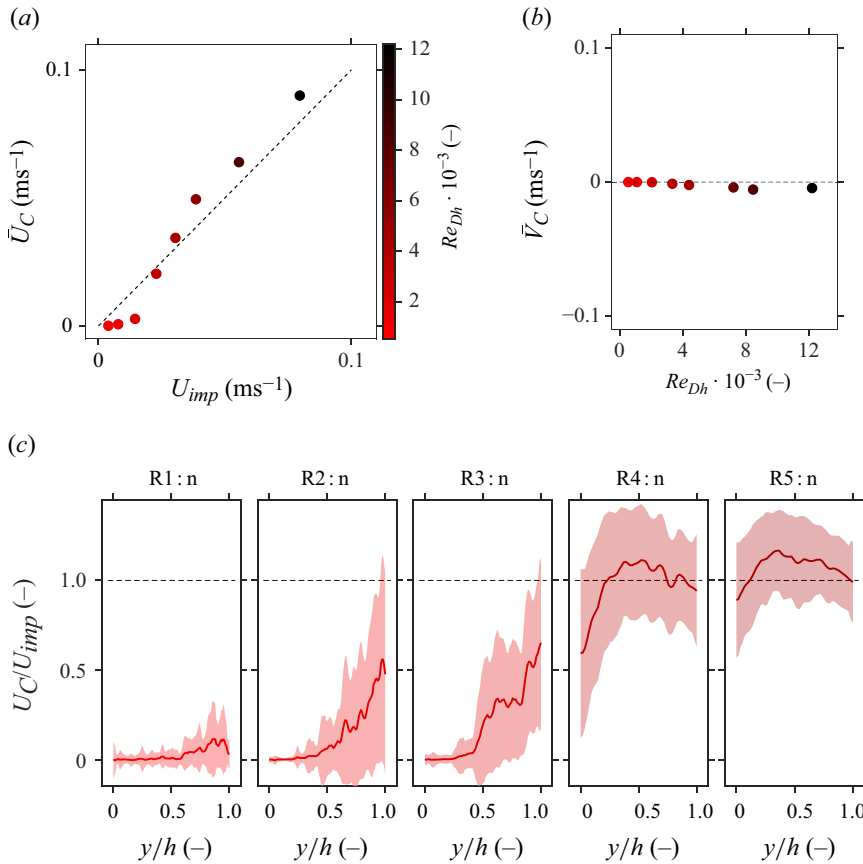 (a)
0.1
0
Ū_C (ms⁻¹)
0
0.1
U_imp (ms⁻¹)
12
10
8
6
4
2
Re_Dh · 10⁻³ (–)
(b)
0.1
0
−0.1
V̄_C (ms⁻¹)
0
4
8
12
Re_Dh · 10⁻³ (–)
(c)
R1 : n
R2 : n
R3 : n
R4 : n
R5 : n
1.0
0.5
0
U_C/U_imp (–)
0 0.5 1.0
0 0.5 1.0
0 0.5 1.0
0 0.5 1.0
0 0.5 1.0
y/h (–)
y/h (–)
y/h (–)
y/h (–)
y/h (–)